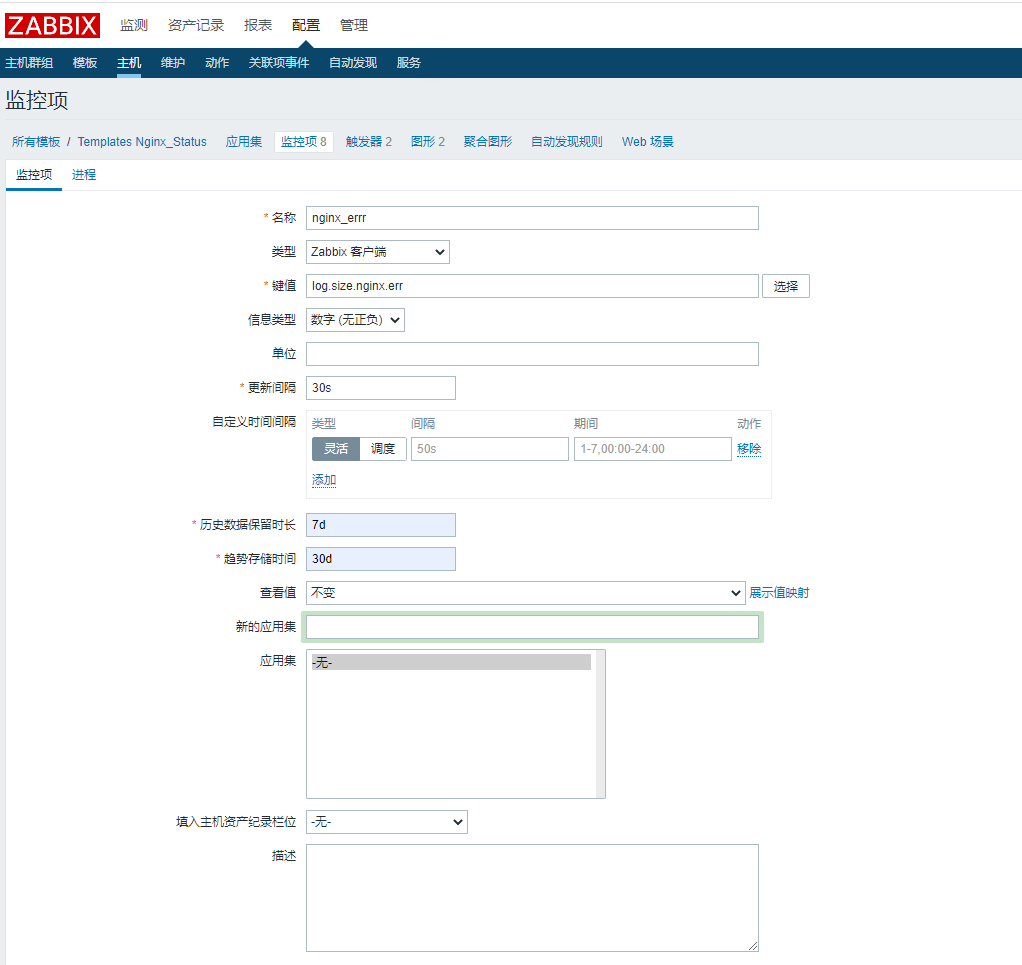 ZABBIX 监测 资产记录 报表 配置 管理
主机群组 模板 主机 维护 动作 关联项事件 自动发现 服务
监控项
所有模板 / Templates Nginx_Status 应用集 监控项 8 触发器 2 图形 2 聚合图形 自动发现规则 Web 场景
监控项 进程
* 名称 nginx_errr
类型 Zabbix 客户端
* 键值 log.size.nginx.err 选择
信息类型 数字 (无正负)
单位
* 更新间隔 30s
自定义时间间隔 类型 间隔 期间 动作
灵活 调度 50s 1-7,00:00-24:00 移除
添加
* 历史数据保留时长 7d
* 趋势存储时间 30d
查看值 不变 展示值映射
新的应用集
应用集 -无-
填入主机资产纪录栏位 -无-
描述